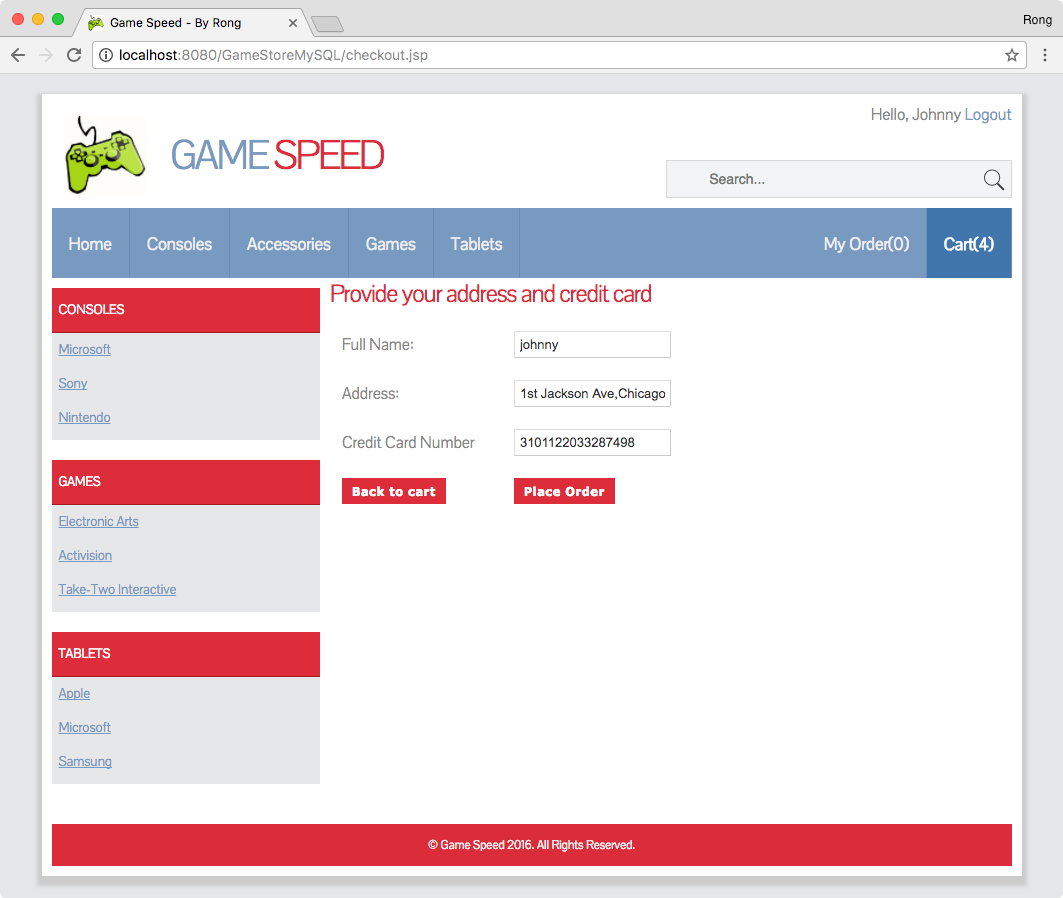 Game Speed - By Rong
Rong
localhost:8080/GameStoreMySQL/checkout.jsp
Hello, Johnny Logout
GAME SPEED
Search...
Home Consoles Accessories Games Tablets My Order(0) Cart(4)
CONSOLES
Microsoft
Sony
Nintendo
GAMES
Electronic Arts
Activision
Take-Two Interactive
TABLETS
Apple
Microsoft
Samsung
Provide your address and credit card
Full Name: johnny
Address: 1st Jackson Ave,Chicago
Credit Card Number 3101122033287498
Back to cart Place Order
© Game Speed 2016. All Rights Reserved.